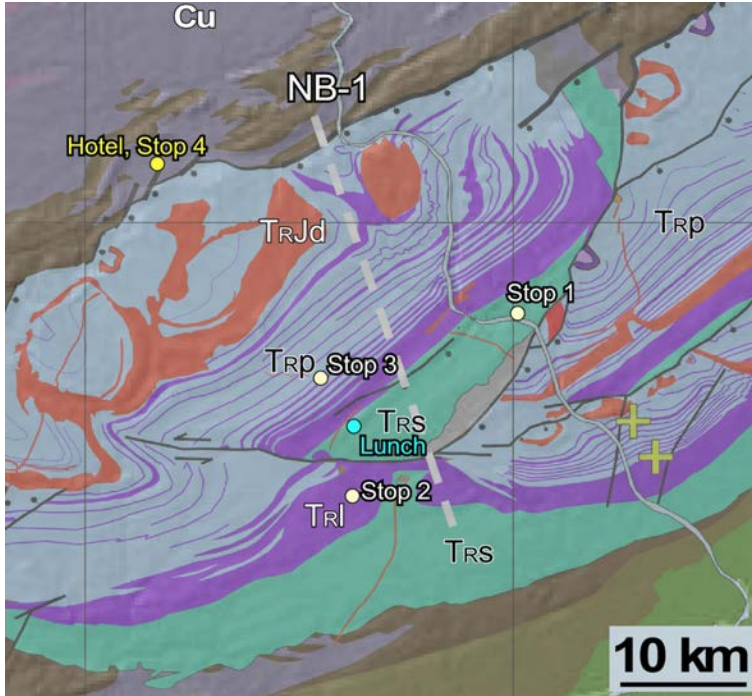 Cu
NB-1
Hotel, Stop 4
TRJd
TRp
Stop 1
TRp
Stop 3
TRs
Lunch
Stop 2
TRl
TRs
10 km